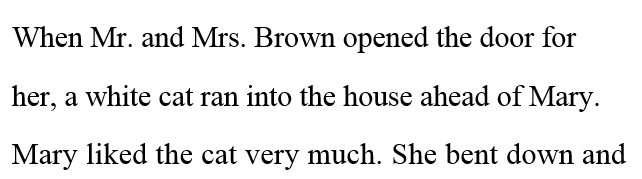 When Mr. and Mrs. Brown opened the door for
her, a white cat ran into the house ahead of Mary.
Mary liked the cat very much. She bent down and